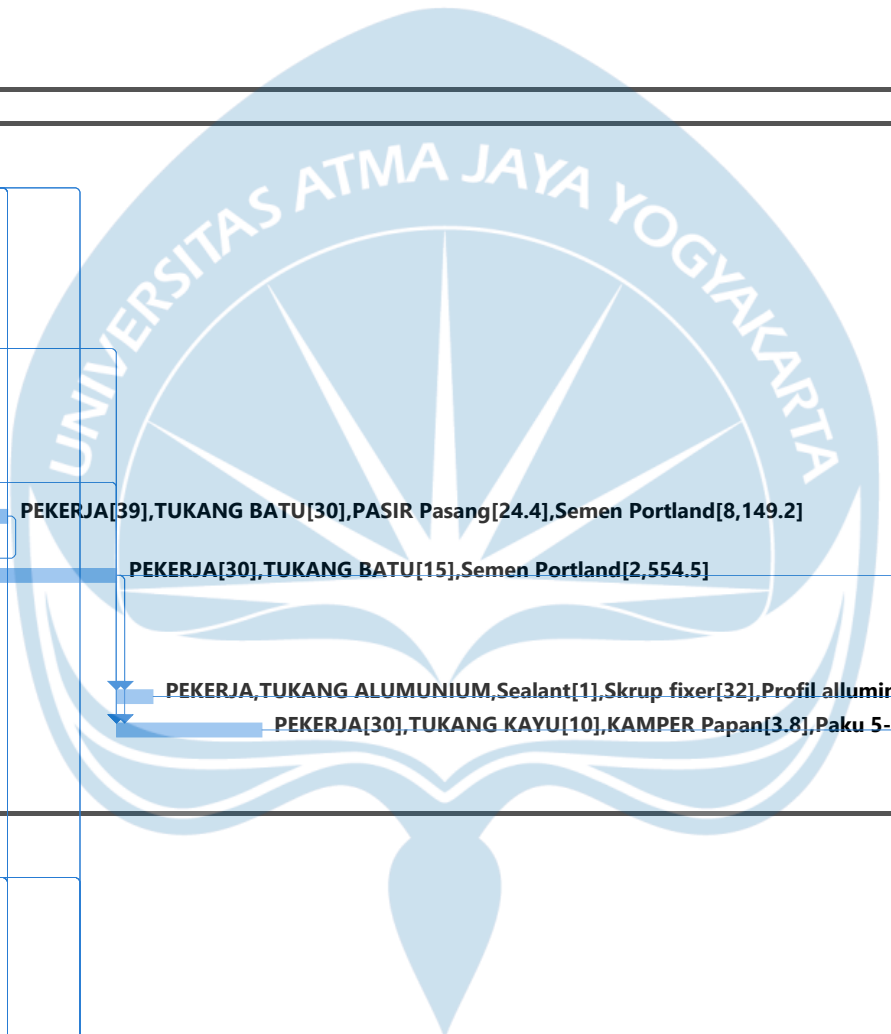 UNIVERSITAS ATMA JAYA YOGYAKARTA
PEKERJA[39],TUKANG BATU[30],PASIR Pasang[24.4],Semen Portland[8,149.2]
PEKERJA[30],TUKANG BATU[15],Semen Portland[2,554.5]
PEKERJA,TUKANG ALUMUNIUM,Sealant[1],Skrup fixer[32],Profil allumin
PEKERJA[30],TUKANG KAYU[10],KAMPER Papan[3.8],Paku 5-